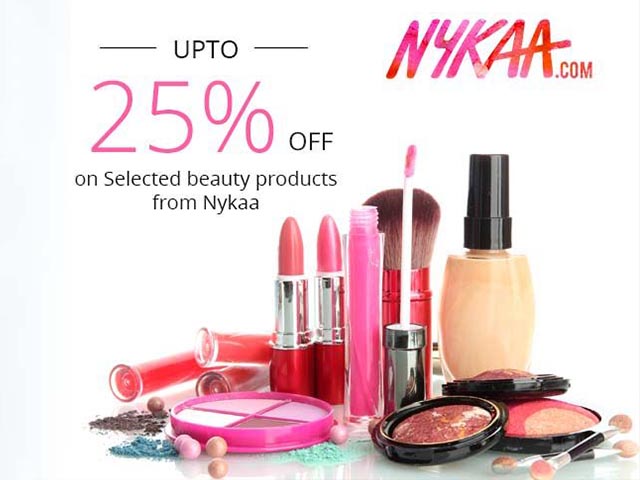 UPTO
25% OFF
on Selected beauty products
from Nykaa
NYKAA.COM